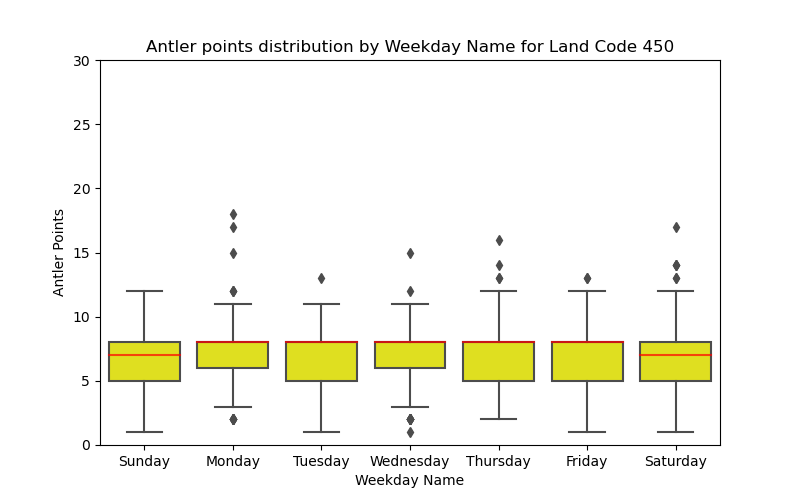 Antler points distribution by Weekday Name for Land Code 450
30
25
20
15
10
5
0
Antler Points
Sunday Monday Tuesday Wednesday Thursday Friday Saturday
Weekday Name